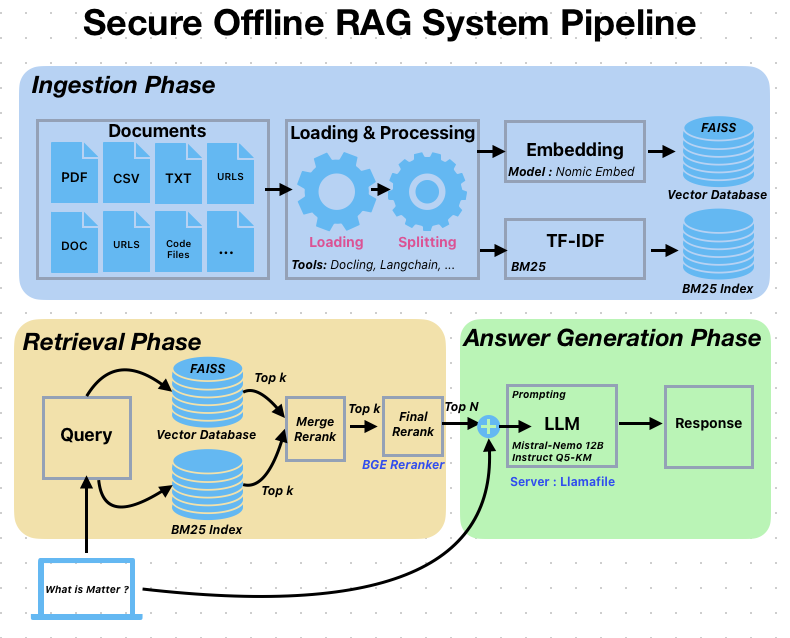 Secure Offline RAG System Pipeline
Ingestion Phase
Documents
PDF
CSV
TXT
URLS
DOC
URLS
Code
Files
...
Loading & Processing
Loading
Splitting
Tools: Docling, Langchain, ...
Embedding
Model : Nomic Embed
FAISS
Vector Database
TF-IDF
BM25
BM25 Index
Retrieval Phase
Query
FAISS
Vector Database
BM25 Index
Top k
Top k
Merge
Rerank
Top k
Final
Rerank
BGE Reranker
Top N
Answer Generation Phase
Prompting
LLM
Mistral-Nemo 12B
Instruct Q5-KM
Server : Llamafile
Response
What is Matter ?